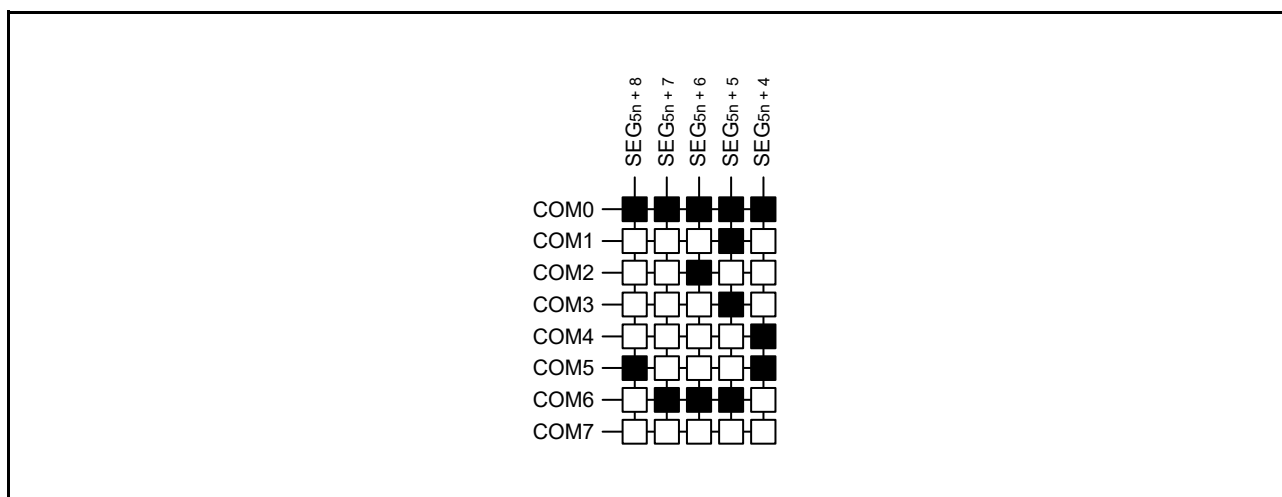 SEG5n + 8
SEG5n + 7
SEG5n + 6
SEG5n + 5
SEG5n + 4
COM0
COM1
COM2
COM3
COM4
COM5
COM6
COM7